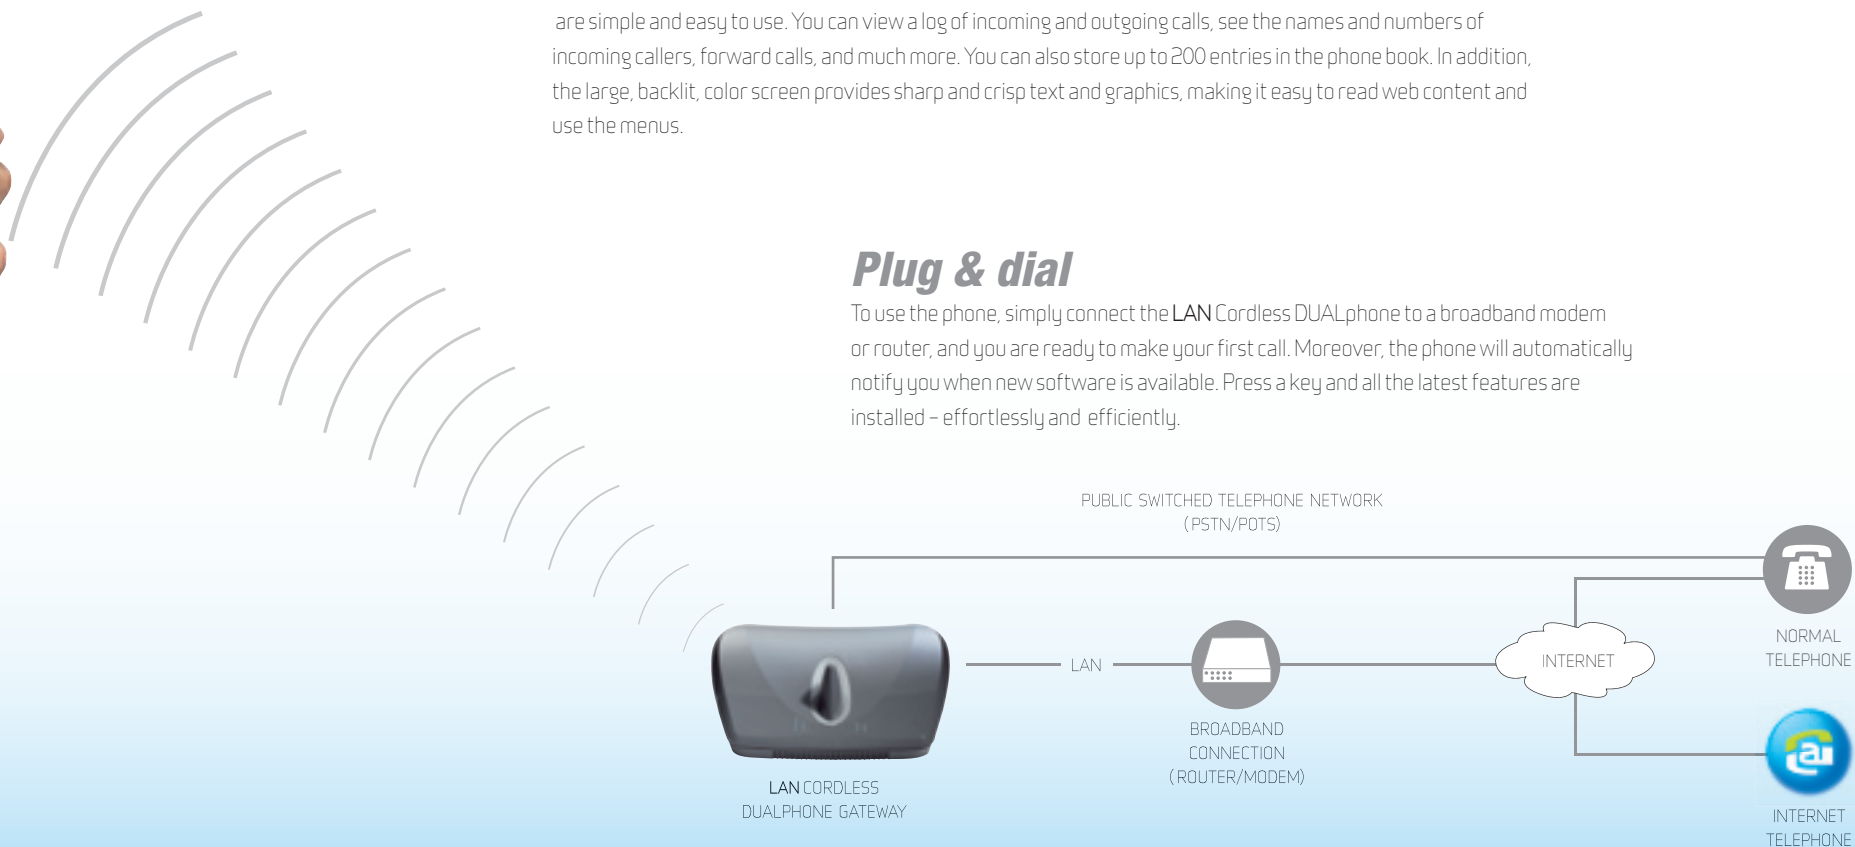 are simple and easy to use. You can view a log of incoming and outgoing calls, see the names and numbers of
incoming callers, forward calls, and much more. You can also store up to 200 entries in the phone book. In addition,
the large, backlit, color screen provides sharp and crisp text and graphics, making it easy to read web content and
use the menus.
Plug & dial
To use the phone, simply connect the LAN Cordless DUALphone to a broadband modem
or router, and you are ready to make your first call. Moreover, the phone will automatically
notify you when new software is available. Press a key and all the latest features are
installed – effortlessly and efficiently.
PUBLIC SWITCHED TELEPHONE NETWORK
(PSTN/POTS)
NORMAL
TELEPHONE
LAN
INTERNET
BROADBAND
CONNECTION
(ROUTER/MODEM)
LAN CORDLESS
DUALPHONE GATEWAY
INTERNET
TELEPHONE